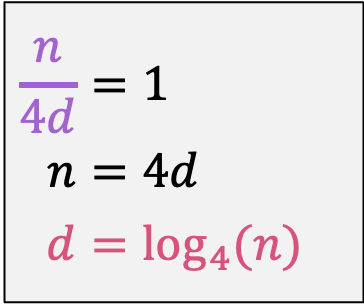 n/4d = 1
n = 4d
d = log₄(n)